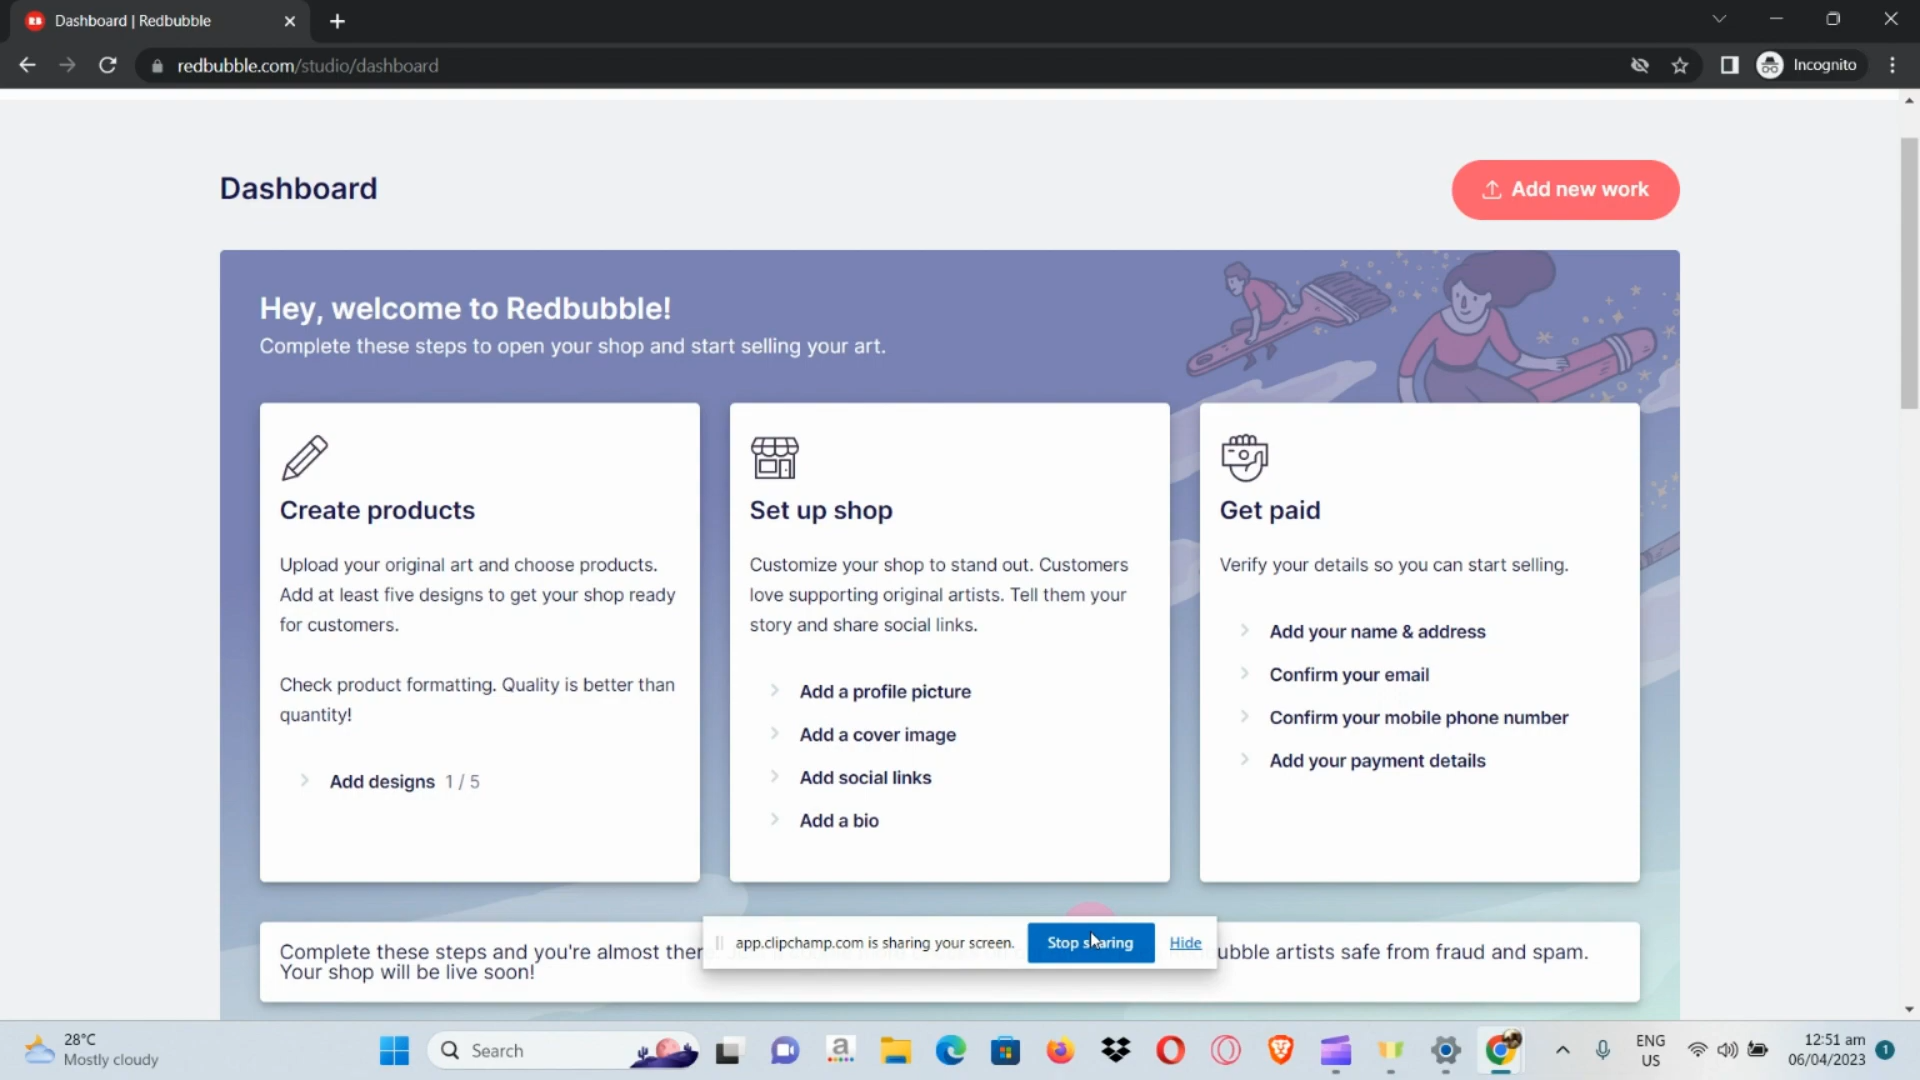 Dashboard | Redbubble
redbubble.com/studio/dashboard
Incognito
Dashboard
Add new work
Hey, welcome to Redbubble!
Complete these steps to open your shop and start selling your art.
Create products
Upload your original art and choose products.
Add at least five designs to get your shop ready
for customers.
Check product formatting. Quality is better than
quantity!
Add designs 1 / 5
Set up shop
Customize your shop to stand out. Customers
love supporting original artists. Tell them your
story and share social links.
Add a profile picture
Add a cover image
Add social links
Add a bio
Get paid
Verify your details so you can start selling.
Add your name & address
Confirm your email
Confirm your mobile phone number
Add your payment details
Complete these steps and you're almost
ubble artists safe from fraud and spam.
Your shop will be live soon!
app.clipchamp.com is sharing your screen.
Stop sharing
Hide
28°C
Mostly cloudy
Search
ENG
US
12:51 am
06/04/2023
1